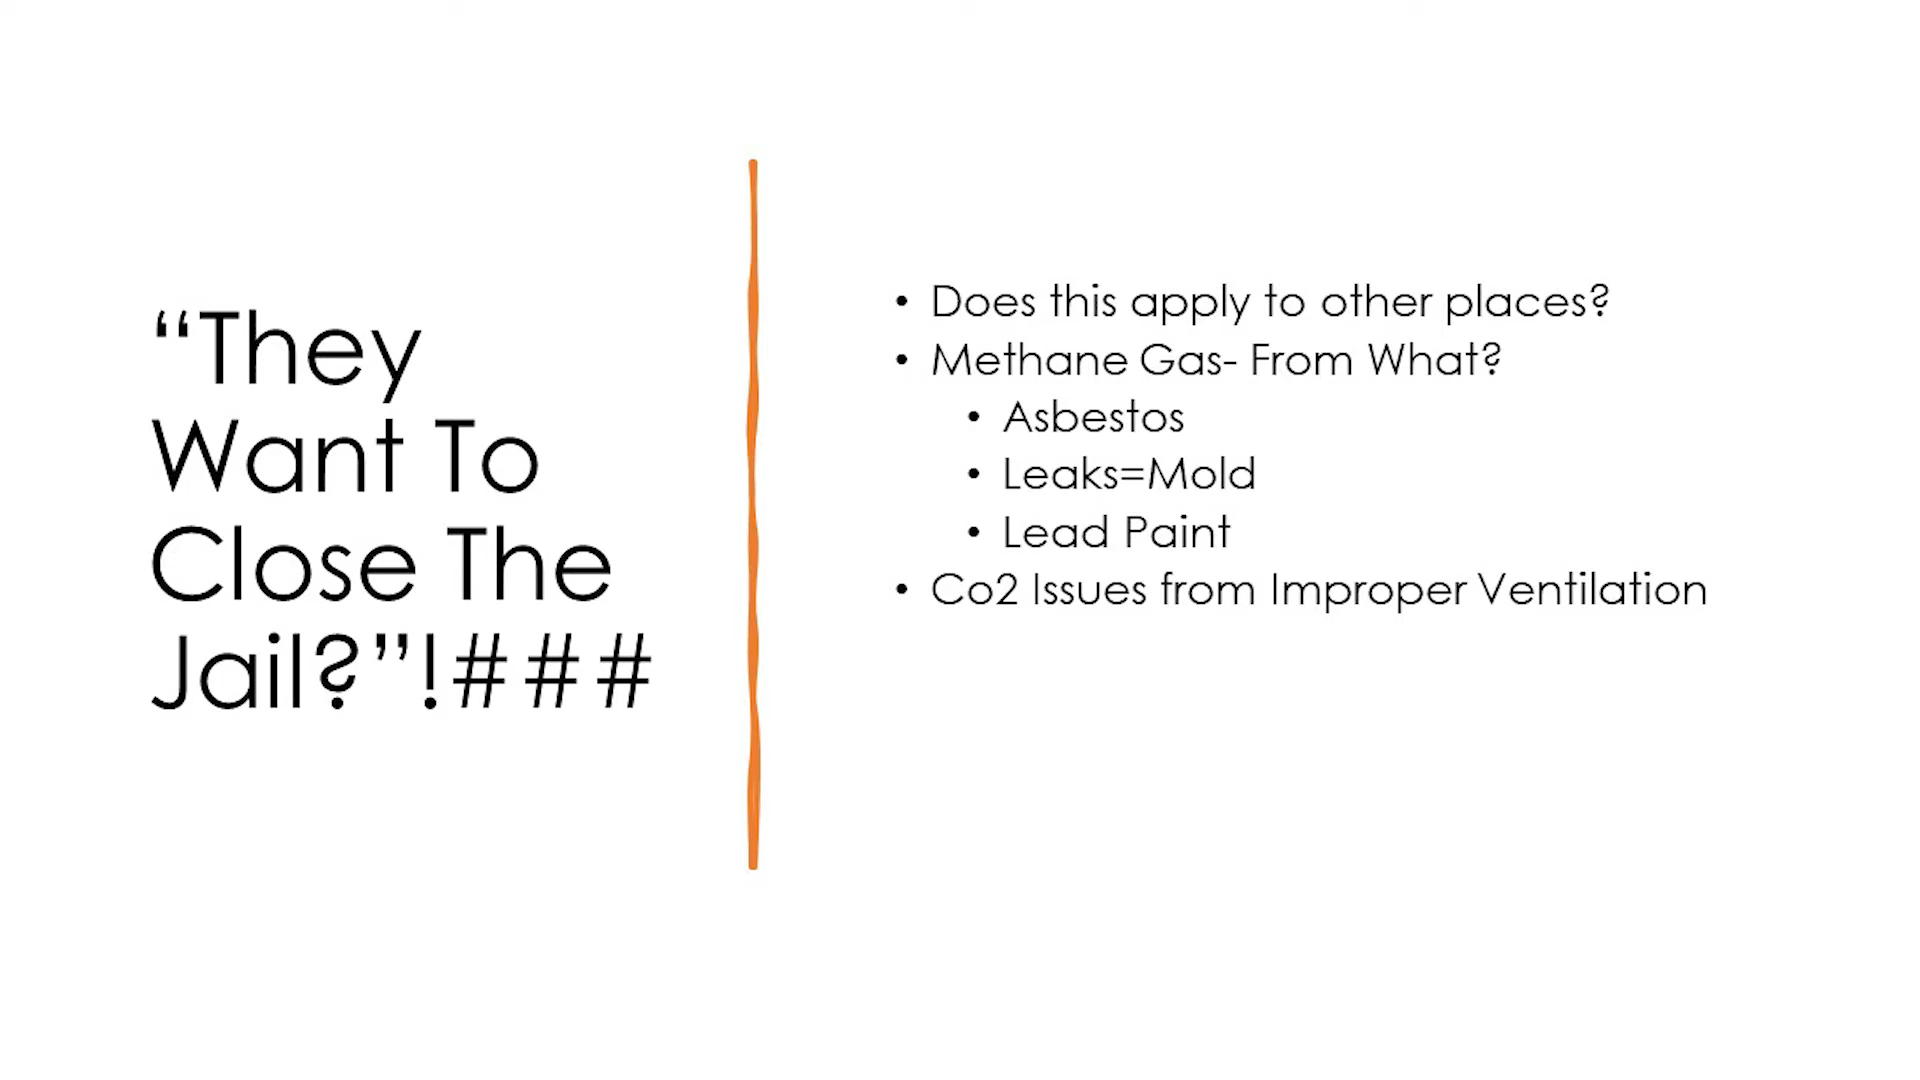 “They
Want To
Close The
Jail?”!###
• Does this apply to other places?
• Methane Gas- From What?
• Asbestos
• Leaks=Mold
• Lead Paint
• Co2 Issues from Improper Ventilation